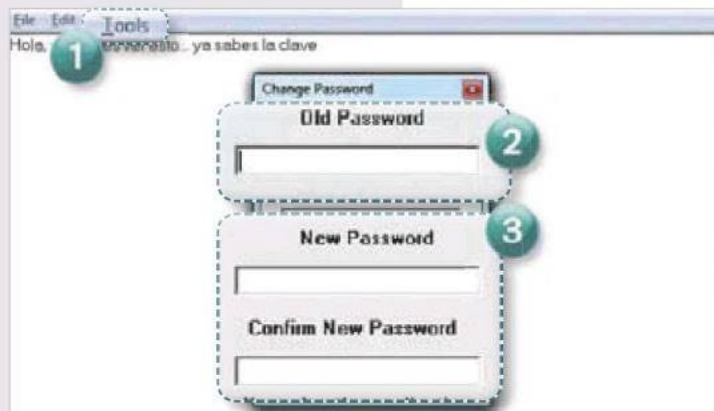 File Edit Tools
Hola, ya sabes la clave
1
Change Password
Old Password
2
New Password
3
Confirm New Password